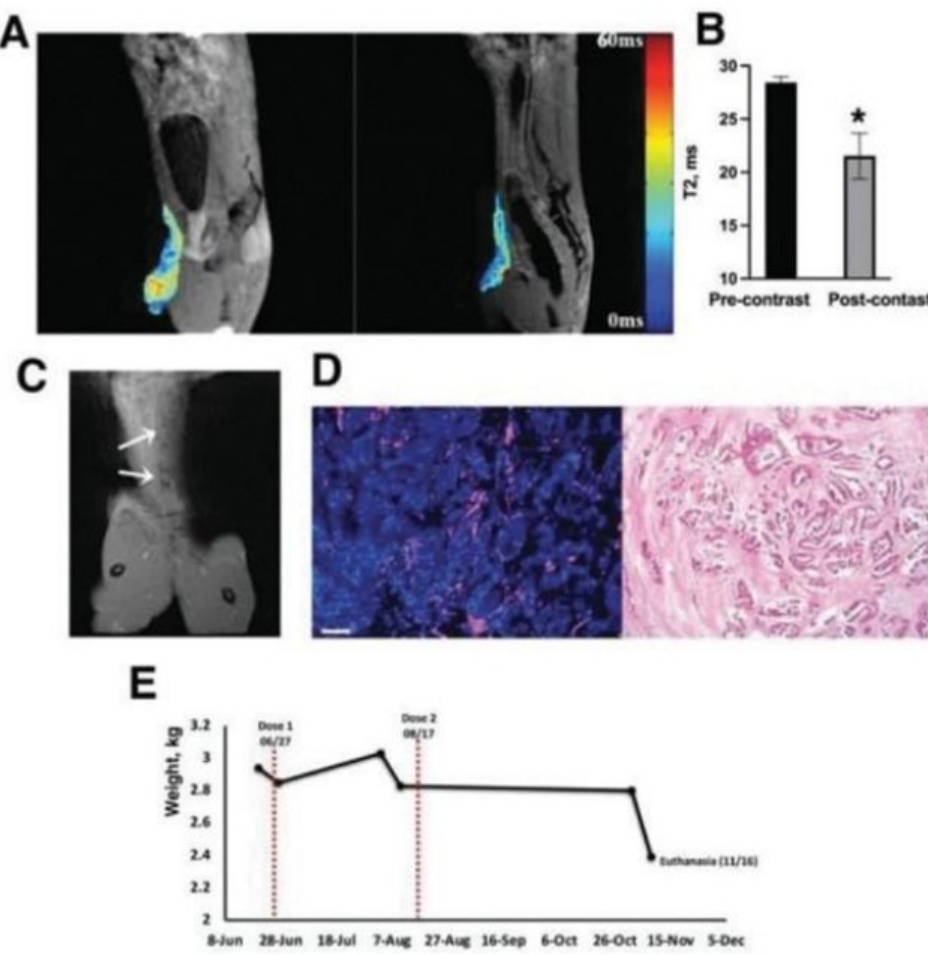 A
60ms
0ms
B
30
25
20
15
10
T2, ms
*
Pre-contrast Post-contast
C
D
E
Weight, kg
3.2
3
2.8
2.6
2.4
2.2
2
Dose 1
06/27
Dose 2
08/17
Euthanasia (11/16)
8-Jun 28-Jun 18-Jul 7-Aug 27-Aug 16-Sep 6-Oct 26-Oct 15-Nov 5-Dec